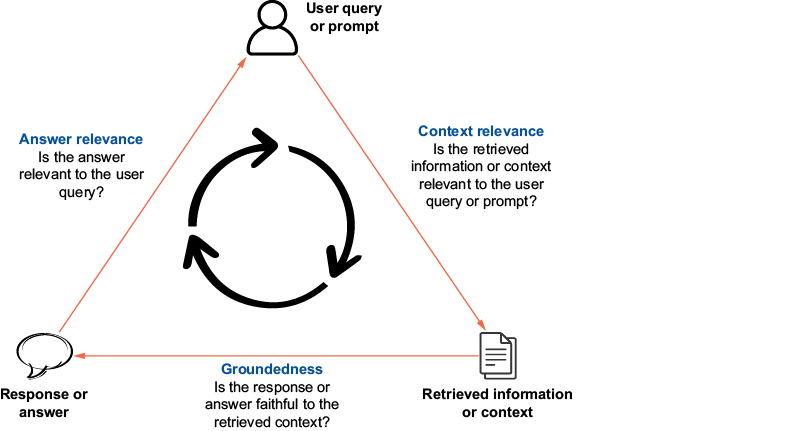 User query
or prompt
Answer relevance
Is the answer
relevant to the user
query?
Context relevance
Is the retrieved
information or context
relevant to the user
query or prompt?
Groundedness
Is the response or
answer faithful to the
retrieved context?
Response or
answer
Retrieved information
or context